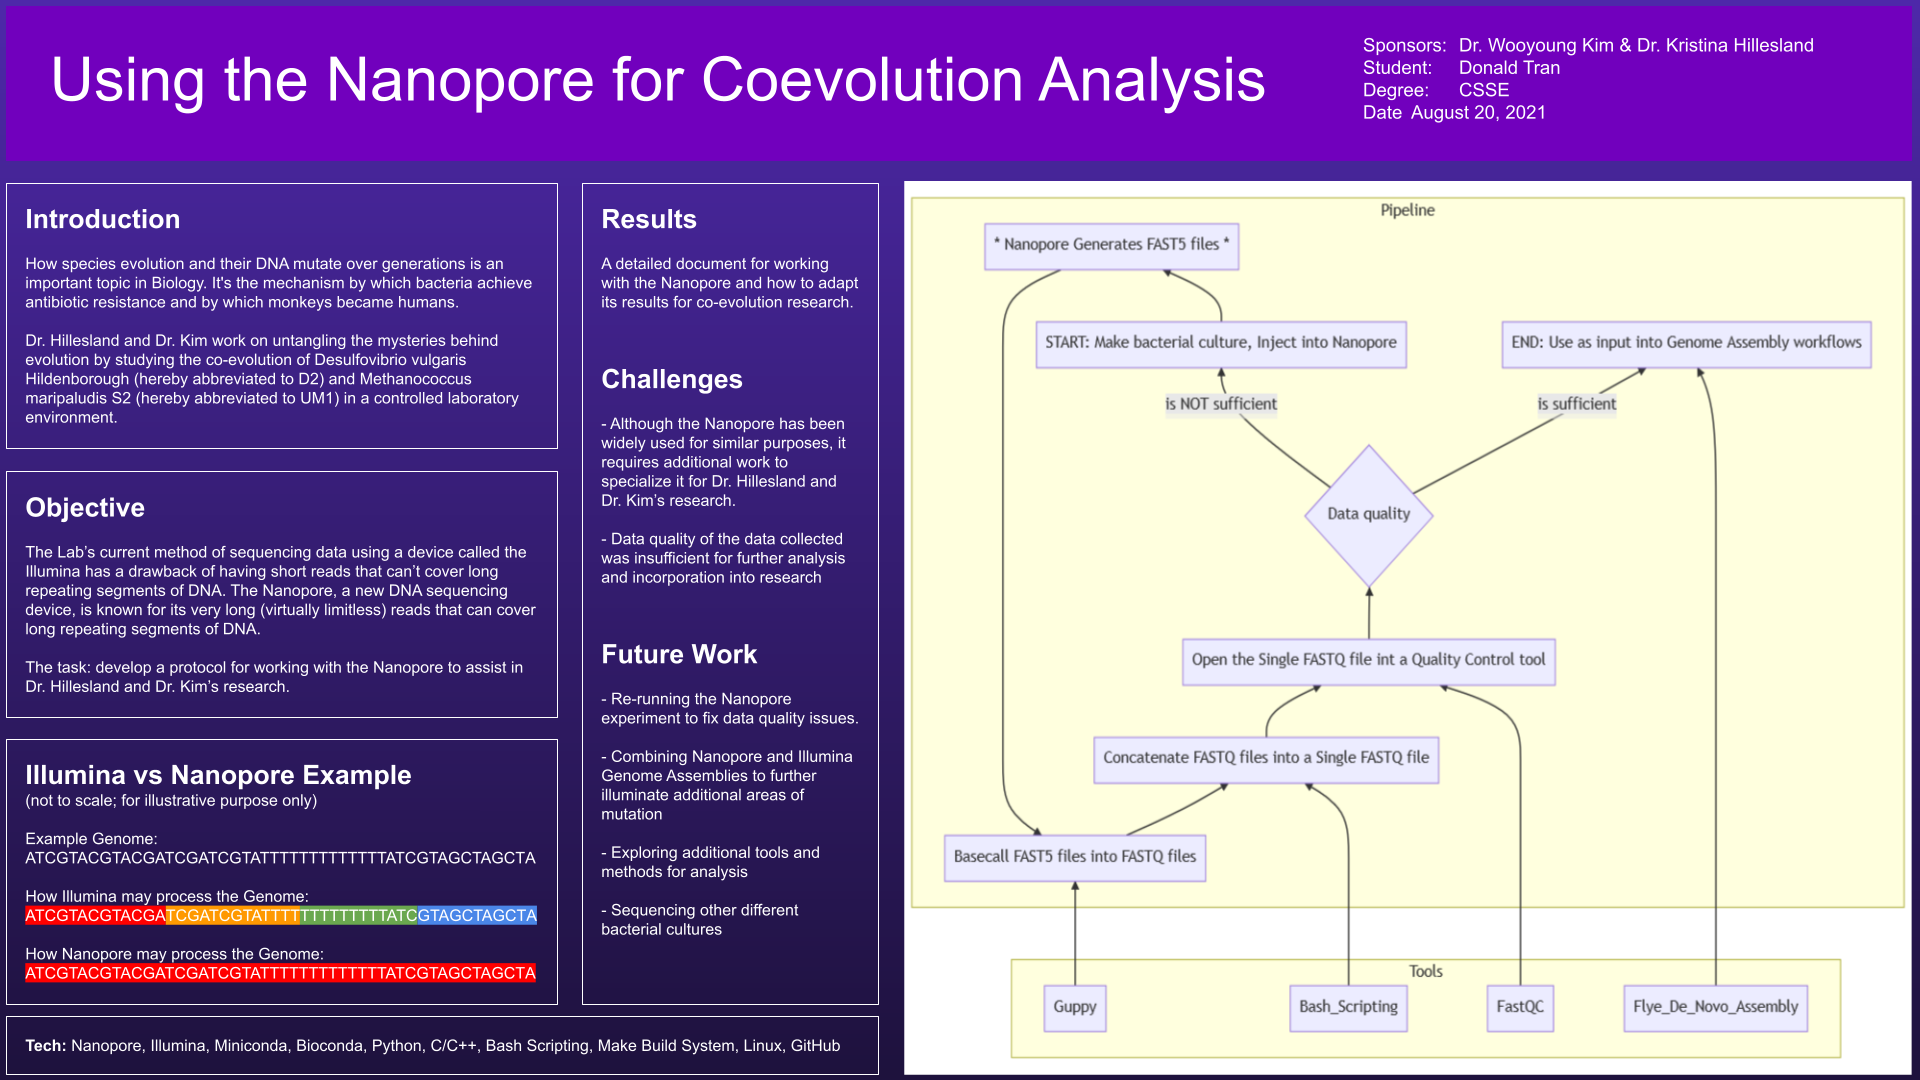 Using the Nanopore for Coevolution Analysis
Sponsors: Dr. Wooyoung Kim & Dr. Kristina Hillesland
Student: Donald Tran
Degree: CSSE
Date August 20, 2021
Introduction
How species evolution and their DNA mutate over generations is an
important topic in Biology. It's the mechanism by which bacteria achieve
antibiotic resistance and by which monkeys became humans.
Dr. Hillesland and Dr. Kim work on untangling the mysteries behind
evolution by studying the co-evolution of Desulfovibrio vulgaris
Hildenborough (hereby abbreviated to D2) and Methanococcus
maripaludis S2 (hereby abbreviated to UM1) in a controlled laboratory
environment.
Objective
The Lab’s current method of sequencing data using a device called the
Illumina has a drawback of having short reads that can’t cover long
repeating segments of DNA. The Nanopore, a new DNA sequencing
device, is known for its very long (virtually limitless) reads that can cover
long repeating segments of DNA.
The task: develop a protocol for working with the Nanopore to assist in
Dr. Hillesland and Dr. Kim’s research.
Illumina vs Nanopore Example
(not to scale; for illustrative purpose only)
Example Genome:
ATCGTACGTACGATCGATCGTATTTTTTTTTTTTTTATCGTAGCTAGCTA
How Illumina may process the Genome:
ATCGTACGTACGATCGATCGTATTTTTTTTTTTTTTATCGTAGCTAGCTA
How Nanopore may process the Genome:
ATCGTACGTACGATCGATCGTATTTTTTTTTTTTTTATCGTAGCTAGCTA
Results
A detailed document for working
with the Nanopore and how to adapt
its results for co-evolution research.
Challenges
- Although the Nanopore has been
widely used for similar purposes, it
requires additional work to
specialize it for Dr. Hillesland and
Dr. Kim’s research.
- Data quality of the data collected
was insufficient for further analysis
and incorporation into research
Future Work
- Re-running the Nanopore
experiment to fix data quality issues.
- Combining Nanopore and Illumina
Genome Assemblies to further
illuminate additional areas of
mutation
- Exploring additional tools and
methods for analysis
- Sequencing other different
bacterial cultures
Tech: Nanopore, Illumina, Miniconda, Bioconda, Python, C/C++, Bash Scripting, Make Build System, Linux, GitHub
Pipeline
* Nanopore Generates FAST5 files *
START: Make bacterial culture, Inject into Nanopore
END: Use as input into Genome Assembly workflows
is NOT sufficient
is sufficient
Data quality
Open the Single FASTQ file int a Quality Control tool
Concatenate FASTQ files into a Single FASTQ file
Basecall FAST5 files into FASTQ files
Tools
Guppy
Bash_Scripting
FastQC
Flye_De_Novo_Assembly